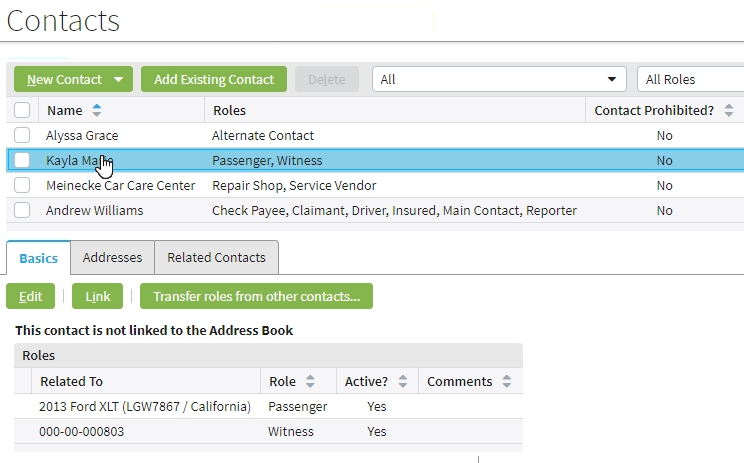 Contacts
New Contact Add Existing Contact Delete All All Roles
Name Roles Contact Prohibited?
Alyssa Grace Alternate Contact No
Kayla Passenger, Witness No
Meinecke Car Care Center Repair Shop, Service Vendor No
Andrew Williams Check Payee, Claimant, Driver, Insured, Main Contact, Reporter No
Basics Addresses Related Contacts
Edit Link Transfer roles from other contacts...
This contact is not linked to the Address Book
Roles
Related To Role Active? Comments
2013 Ford XLT (LGW7867 / California) Passenger Yes
000-00-000803 Witness Yes